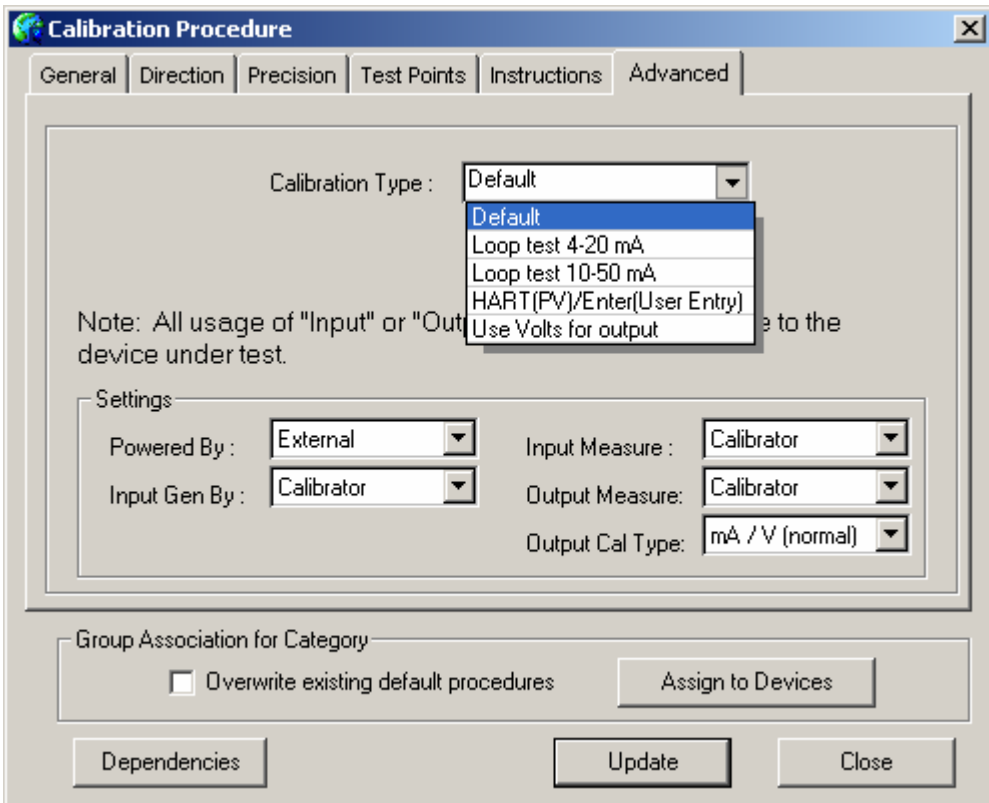 Calibration Procedure
General Direction Precision Test Points Instructions Advanced
Calibration Type : Default
Default
Loop test 4-20 mA
Loop test 10-50 mA
HART(PV)/Enter(User Entry)
Use Volts for output
Note: All usage of "Input" or "Out e to the
device under test.
Settings
Powered By : External Input Measure : Calibrator
Input Gen By : Calibrator Output Measure: Calibrator
Output Cal Type: mA / V (normal)
Group Association for Category
Overwrite existing default procedures Assign to Devices
Dependencies Update Close